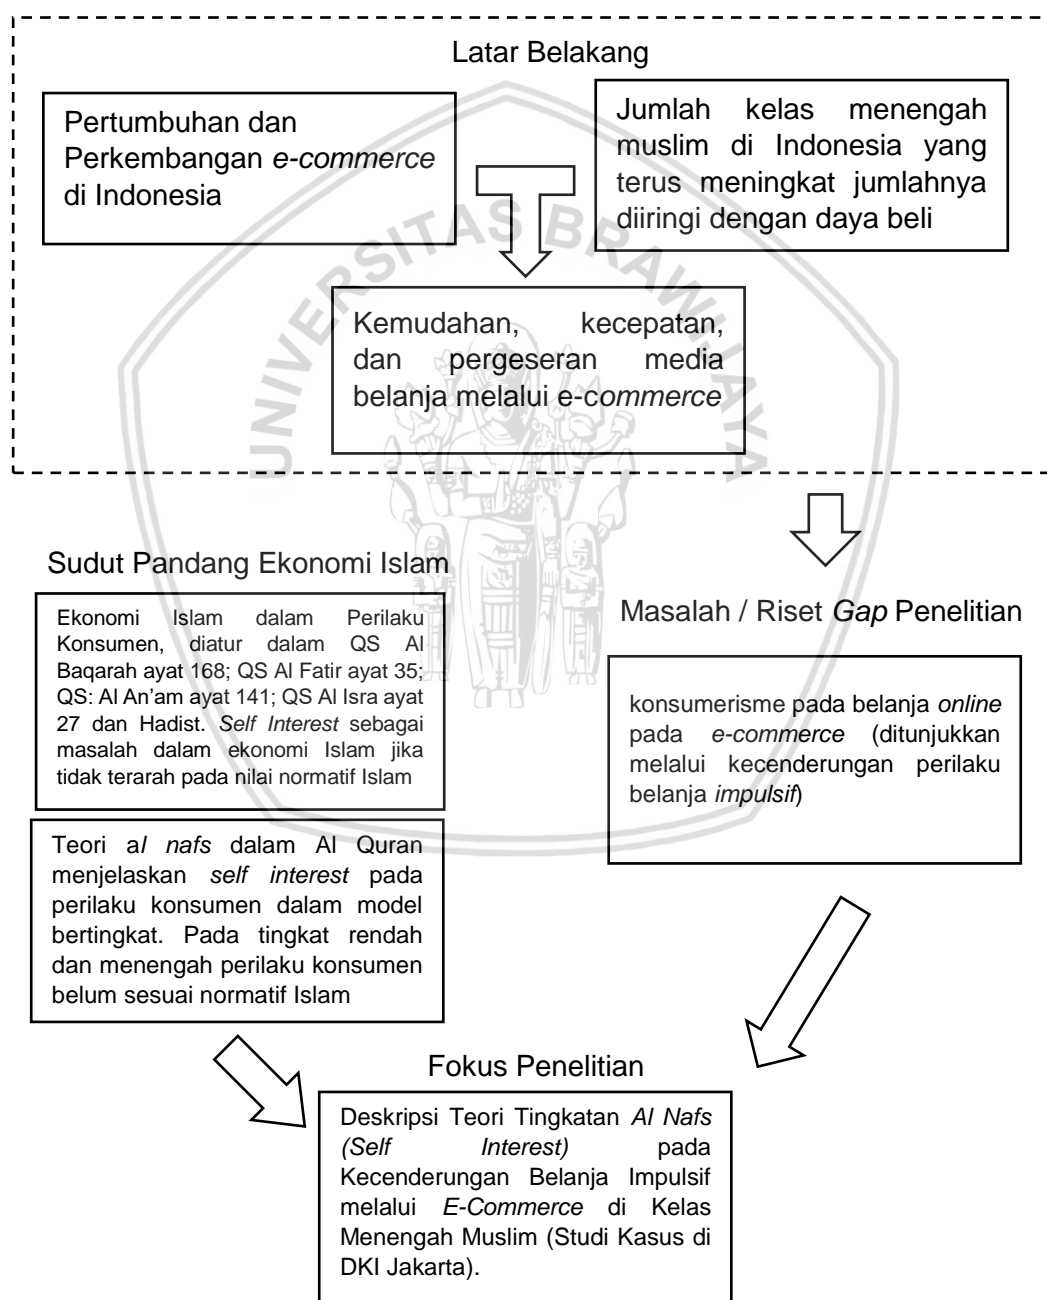 Latar Belakang
Pertumbuhan dan
Perkembangan e-commerce
di Indonesia
Jumlah kelas menengah
muslim di Indonesia yang
terus meningkat jumlahnya
diiringi dengan daya beli
UNIVERSITAS BRAWIJAYA
Kemudahan, kecepatan,
dan pergeseran media
belanja melalui e-commerce
Sudut Pandang Ekonomi Islam
Ekonomi Islam dalam Perilaku
Konsumen, diatur dalam QS Al
Baqarah ayat 168; QS Al Fatir ayat 35;
QS: Al An’am ayat 141; QS Al Isra ayat
27 dan Hadist. Self Interest sebagai
masalah dalam ekonomi Islam jika
tidak terarah pada nilai normatif Islam
Teori al nafs dalam Al Quran
menjelaskan self interest pada
perilaku konsumen dalam model
bertingkat. Pada tingkat rendah
dan menengah perilaku konsumen
belum sesuai normatif Islam
Masalah / Riset Gap Penelitian
konsumerisme pada belanja online
pada e-commerce (ditunjukkan
melalui kecenderungan perilaku
belanja impulsif)
Fokus Penelitian
Deskripsi Teori Tingkatan Al Nafs
(Self Interest) pada
Kecenderungan Belanja Impulsif
melalui E-Commerce di Kelas
Menengah Muslim (Studi Kasus di
DKI Jakarta).